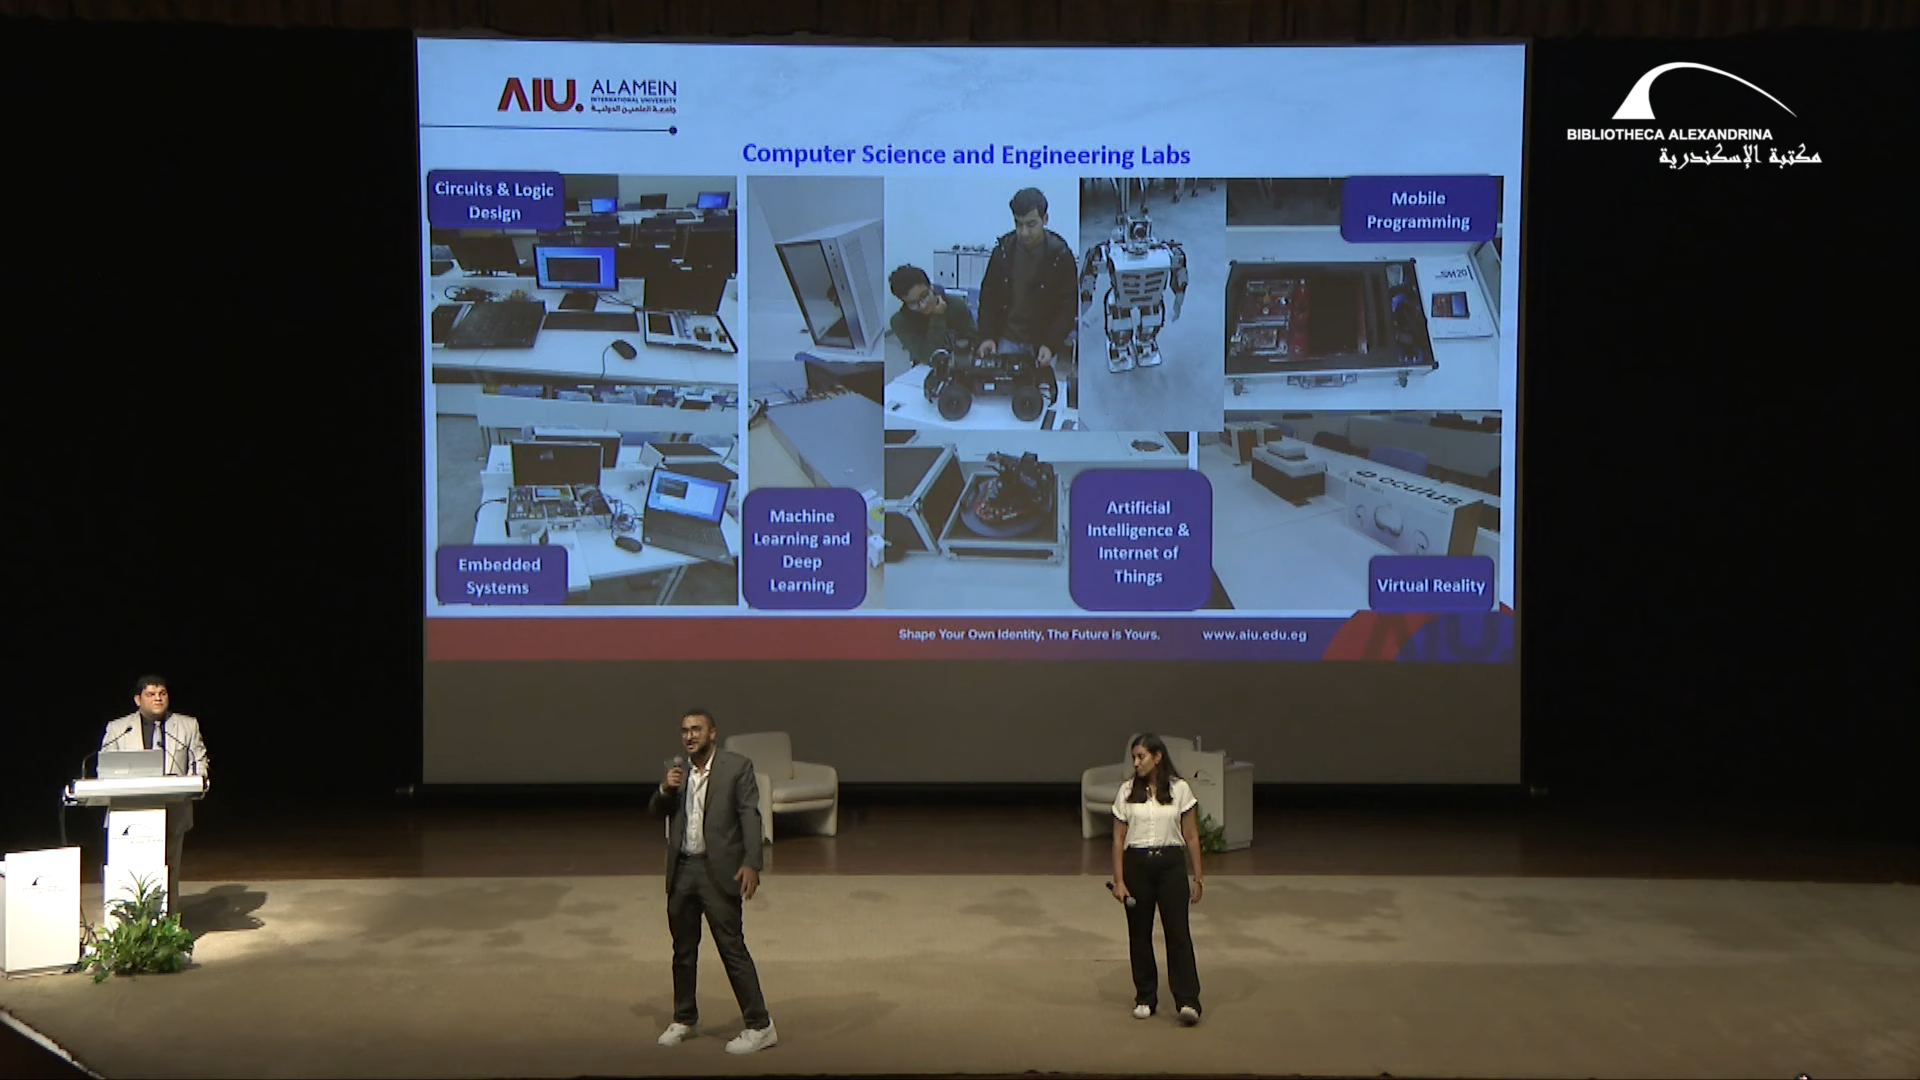 AIU.
ALAMEIN
INTERNATIONAL UNIVERSITY
جامعة العلمين الدولية
BIBLIOTHECA ALEXANDRINA
مكتبة الإسكندرية
Computer Science and Engineering Labs
Circuits & Logic
Design
Mobile
Programming
SM20
oculus
Embedded
Systems
Machine
Learning and
Deep
Learning
Artificial
Intelligence &
Internet of
Things
Virtual Reality
Shape Your Own Identity, The Future is Yours.
www.aiu.edu.eg
AIU